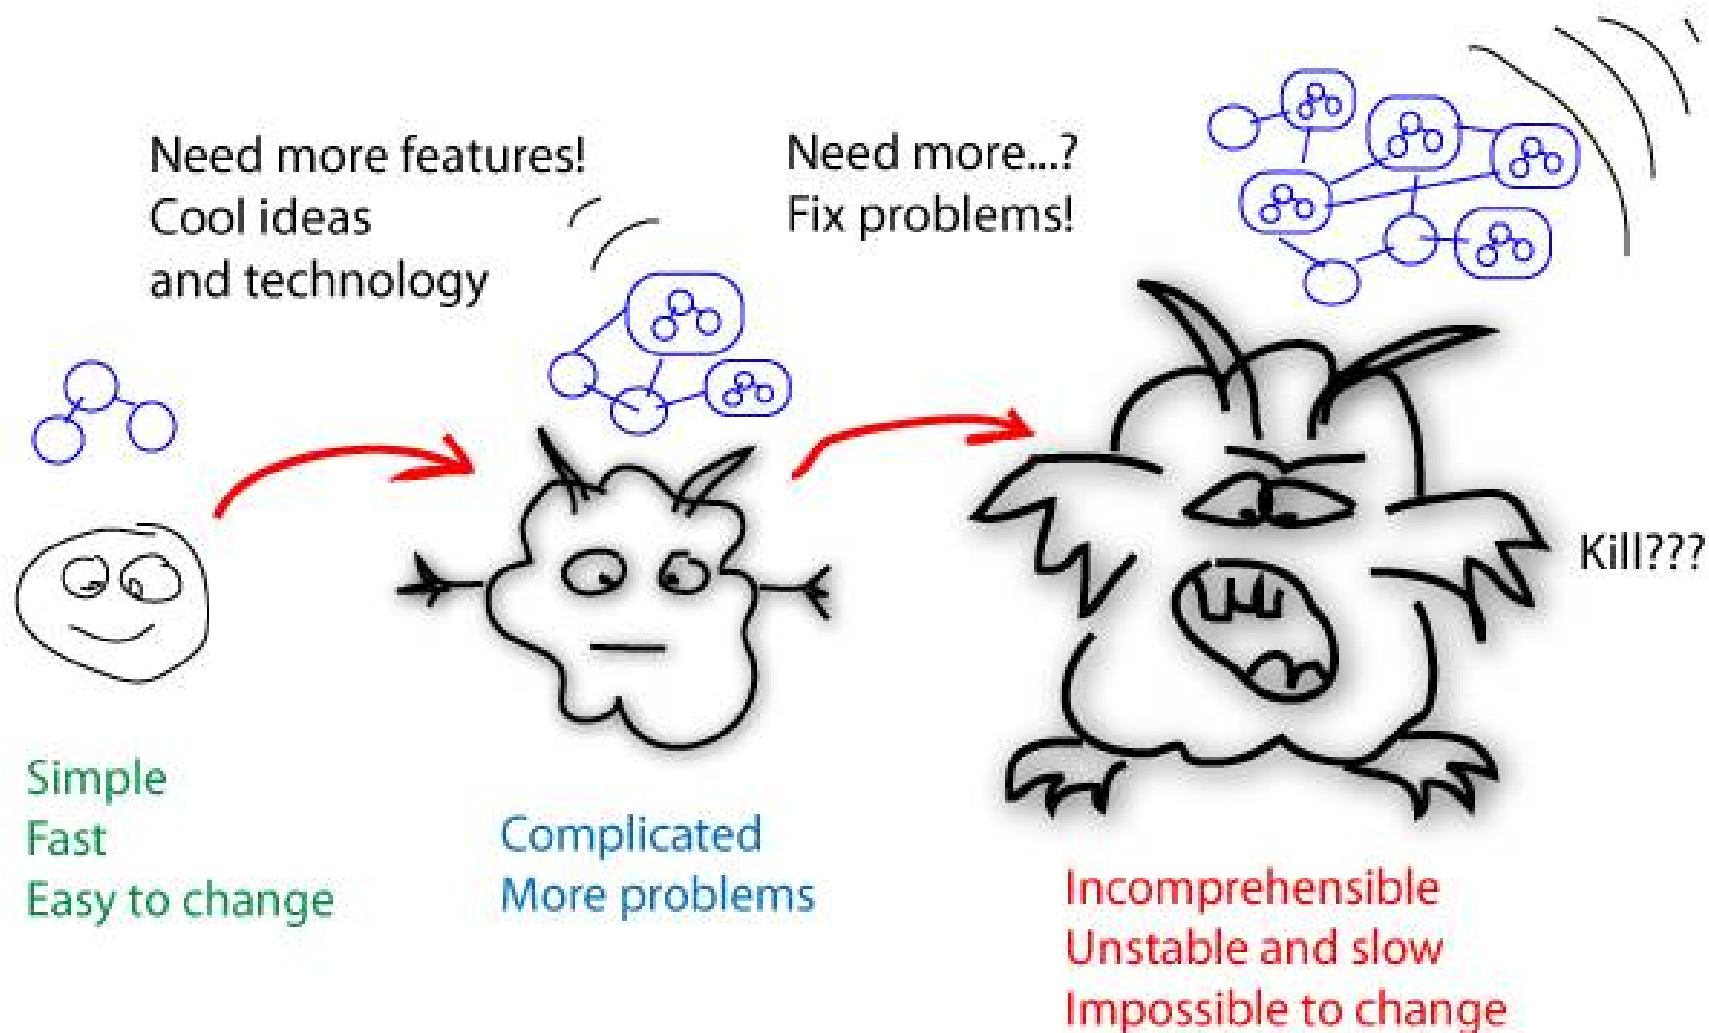 Need more features!
Cool ideas
and technology
Need more...?
Fix problems!
Kill???
Simple
Fast
Easy to change
Complicated
More problems
Incomprehensible
Unstable and slow
Impossible to change